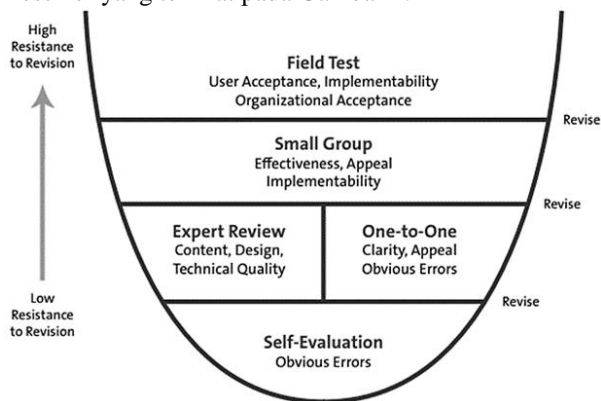 High
Resistance
to Revision
Field Test
User Acceptance, Implementability
Organizational Acceptance
Revise
Small Group
Effectiveness, Appeal
Implementability
Revise
Expert Review
Content, Design,
Technical Quality
One-to-One
Clarity, Appeal
Obvious Errors
Revise
Low
Resistance
to Revision
Self-Evaluation
Obvious Errors